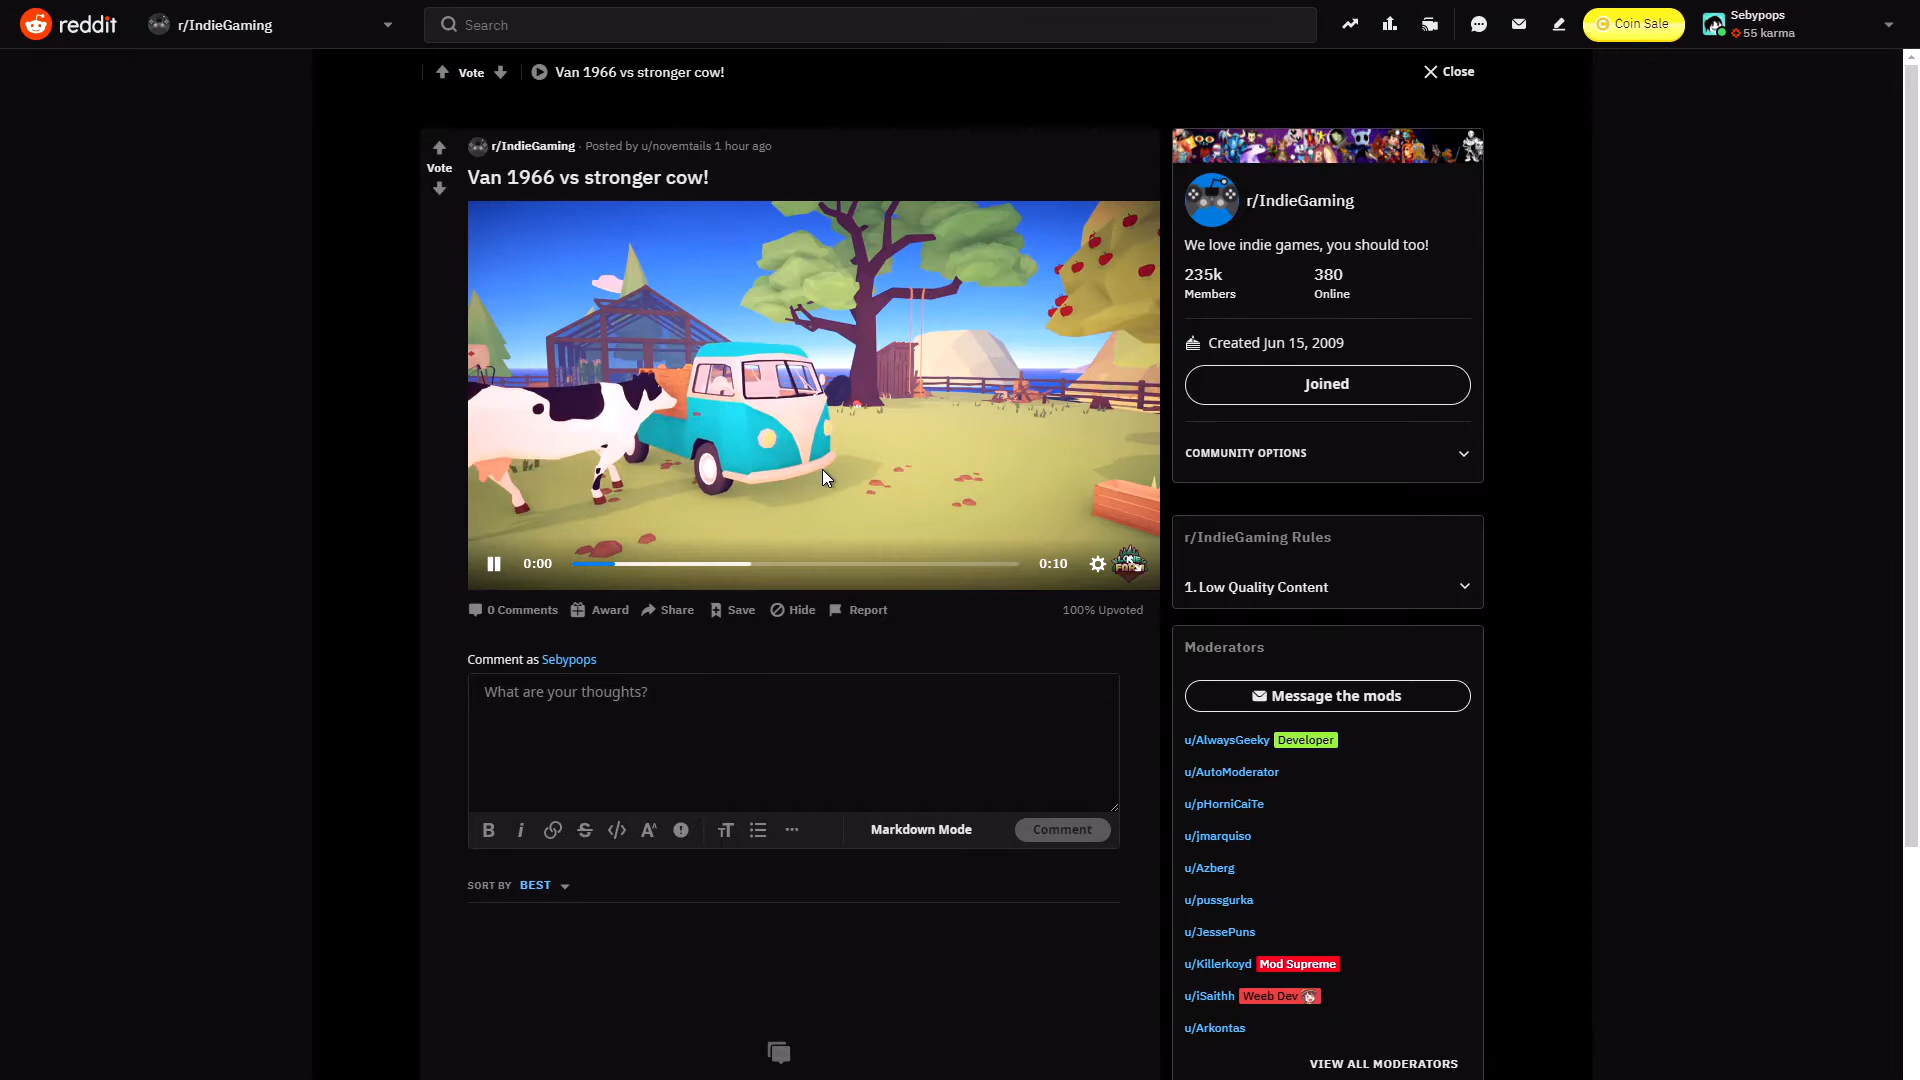 reddit
r/IndieGaming
Search
Coin Sale
Sebypops
55 karma
Vote
Van 1966 vs stronger cow!
Close
Vote
r/IndieGaming · Posted by u/novemtails 1 hour ago
Van 1966 vs stronger cow!
0:00
0:10
0 Comments
Award
Share
Save
Hide
Report
100% Upvoted
Comment as Sebypops
What are your thoughts?
Markdown Mode
Comment
SORT BY BEST
r/IndieGaming
We love indie games, you should too!
235k
Members
380
Online
Created Jun 15, 2009
Joined
COMMUNITY OPTIONS
r/IndieGaming Rules
1. Low Quality Content
Moderators
Message the mods
u/AlwaysGeeky Developer
u/AutoModerator
u/pHorniCaiTe
u/jmarquiso
u/Azberg
u/pussgurka
u/JessePuns
u/Killerkoyd Mod Supreme
u/iSaithh Weeb Dev
u/Arkontas
VIEW ALL MODERATORS